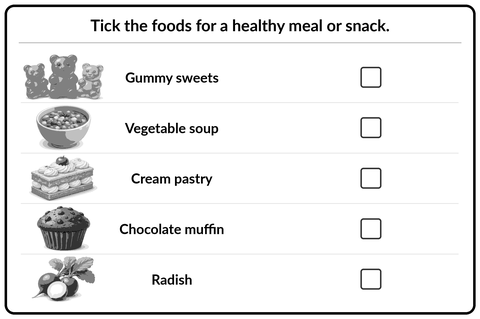 Tick the foods for a healthy meal or snack.
Gummy sweets
Vegetable soup
Cream pastry
Chocolate muffin
Radish